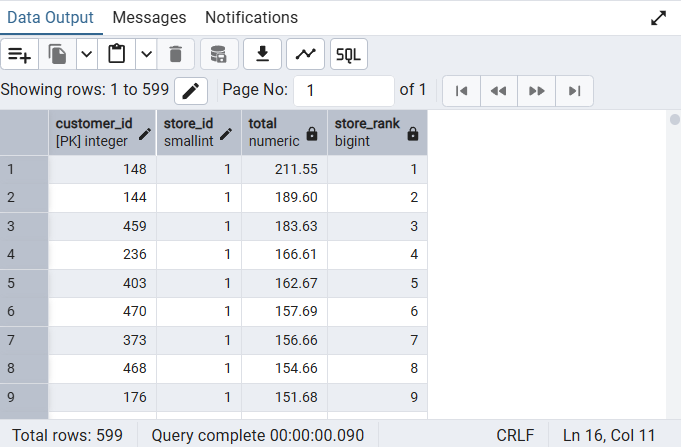 Data Output Messages Notifications
SQL
Showing rows: 1 to 599 Page No: 1 of 1
customer_id store_id total store_rank
[PK] integer smallint numeric bigint
1 148 1 211.55 1
2 144 1 189.60 2
3 459 1 183.63 3
4 236 1 166.61 4
5 403 1 162.67 5
6 470 1 157.69 6
7 373 1 156.66 7
8 468 1 154.66 8
9 176 1 151.68 9
Total rows: 599 Query complete 00:00:00.090 CRLF Ln 16, Col 11